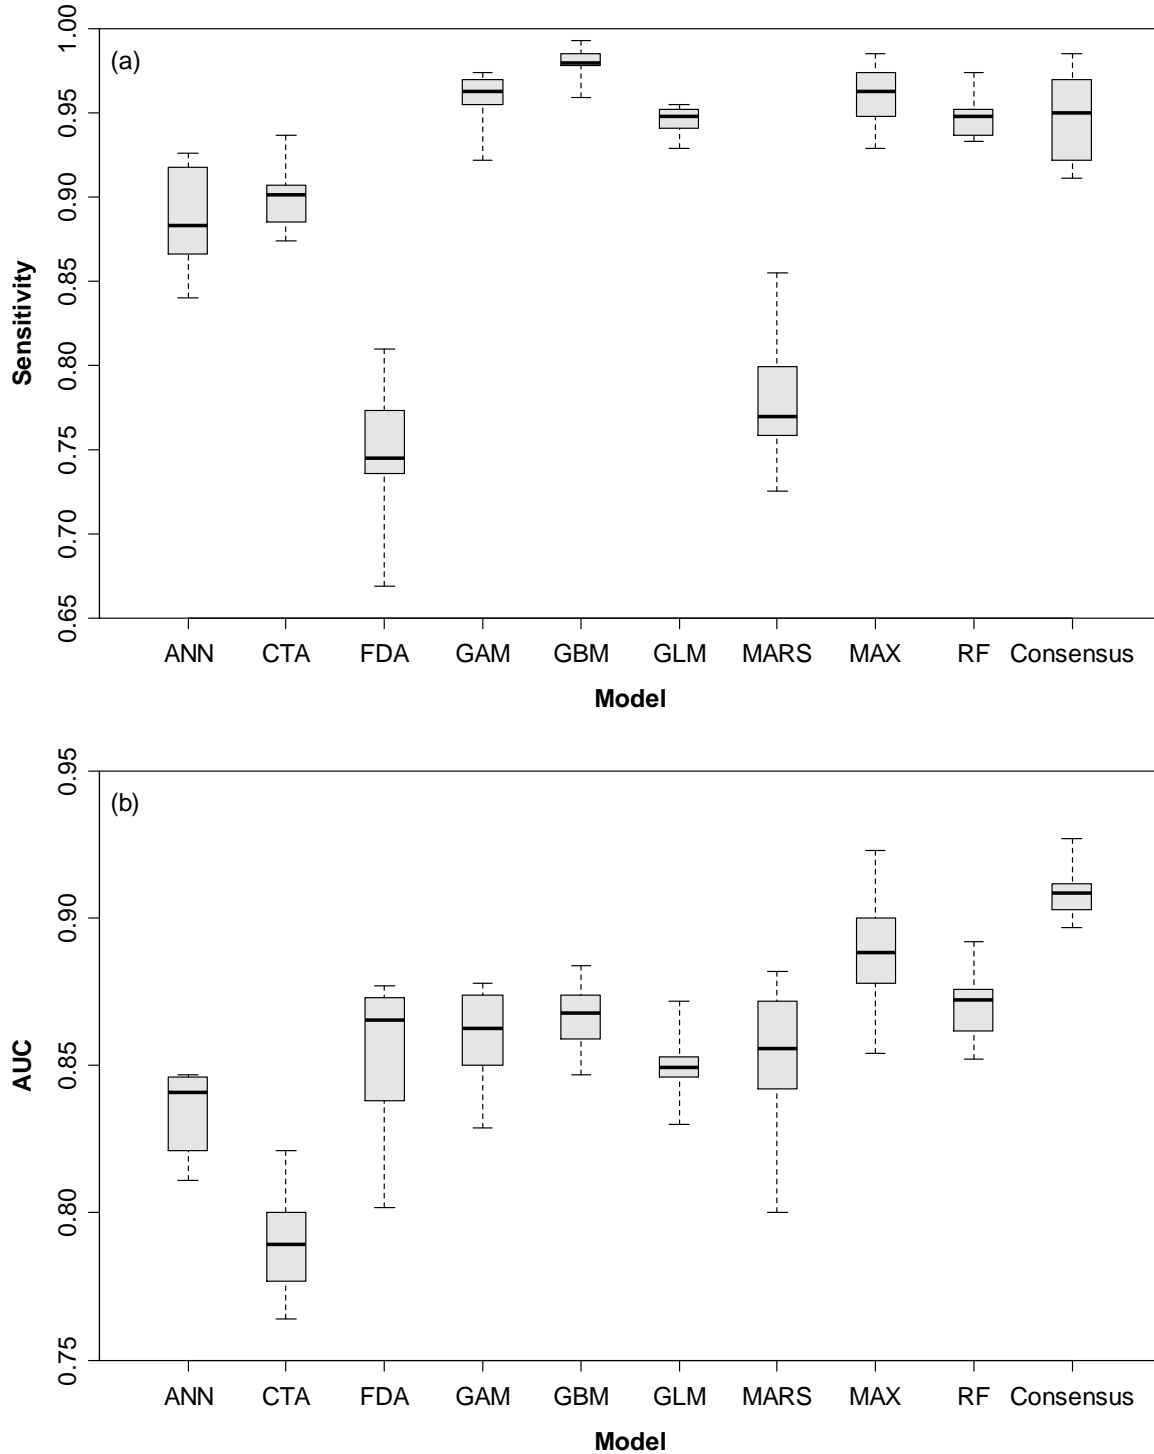 (a)
Sensitivity
1.00
0.95
0.90
0.85
0.80
0.75
0.70
0.65
ANN CTA FDA GAM GBM GLM MARS MAX RF Consensus
Model
(b)
AUC
0.95
0.90
0.85
0.80
0.75
ANN CTA FDA GAM GBM GLM MARS MAX RF Consensus
Model